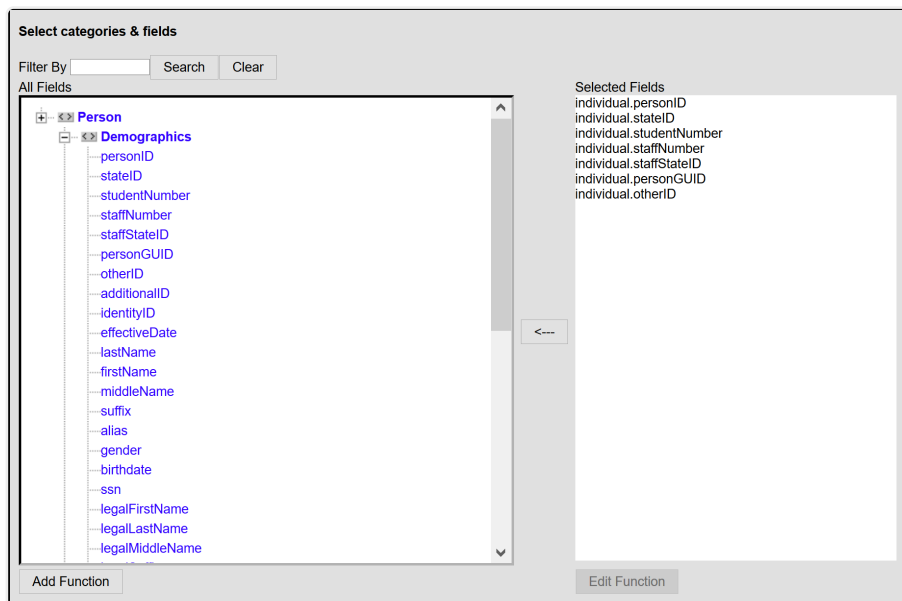 Select categories & fields
Filter By
Search
Clear
All Fields
Person
Demographics
personID
stateID
studentNumber
staffNumber
staffStateID
personGUID
otherID
additionalID
identityID
effectiveDate
lastName
firstName
middleName
suffix
alias
gender
birthdate
ssn
legalFirstName
legalLastName
legalMiddleName
Add Function
<---
Selected Fields
individual.personID
individual.stateID
individual.studentNumber
individual.staffNumber
individual.staffStateID
individual.personGUID
individual.otherID
Edit Function